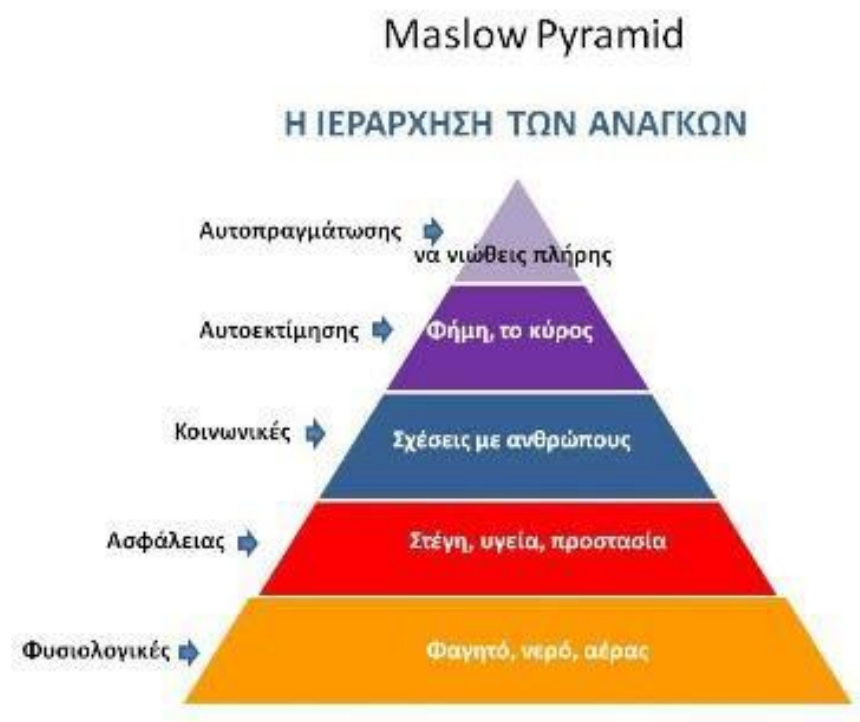 Maslow Pyramid
Η ΙΕΡΑΡΧΗΣΗ ΤΩΝ ΑΝΑΓΚΩΝ
Αυτοπραγμάτωσης
να νιώθεις πλήρης
Αυτοεκτίμησης
Φήμη, το κύρος
Κοινωνικές
Σχέσεις με ανθρώπους
Ασφάλειας
Στέγη, υγεία, προστασία
Φυσιολογικές
Φαγητό, νερό, αέρας